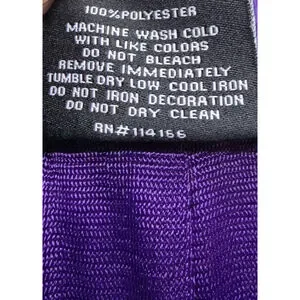 100%POLYESTER
MACHINE WASH COLD
WITH LIKE COLORS
DO NOT BLEACH
REMOVE IMMEDIATELY
TUMBLE DRY LOW COOL IRON
DO NOT IRON DECORATION
DO NOT DRY CLEAN
RN#114166